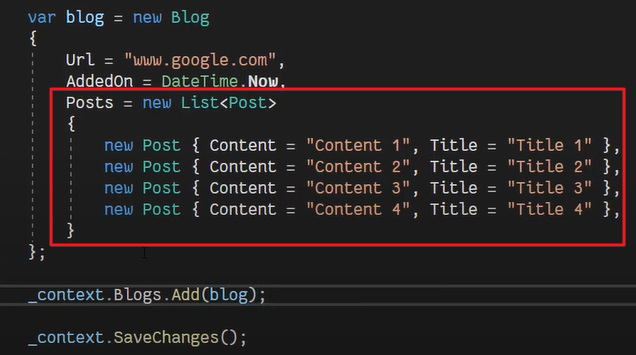 var blog = new Blog
{
Url = "www.google.com",
AddedOn = DateTime.Now,
Posts = new List<Post>
{
new Post { Content = "Content 1", Title = "Title 1" },
new Post { Content = "Content 2", Title = "Title 2" },
new Post { Content = "Content 3", Title = "Title 3" },
new Post { Content = "Content 4", Title = "Title 4" },
}
};
_context.Blogs.Add(blog);
_context.SaveChanges();